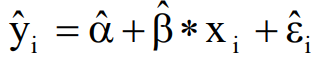 ŷᵢ = α̂ + β̂ * xᵢ + ε̂ᵢ